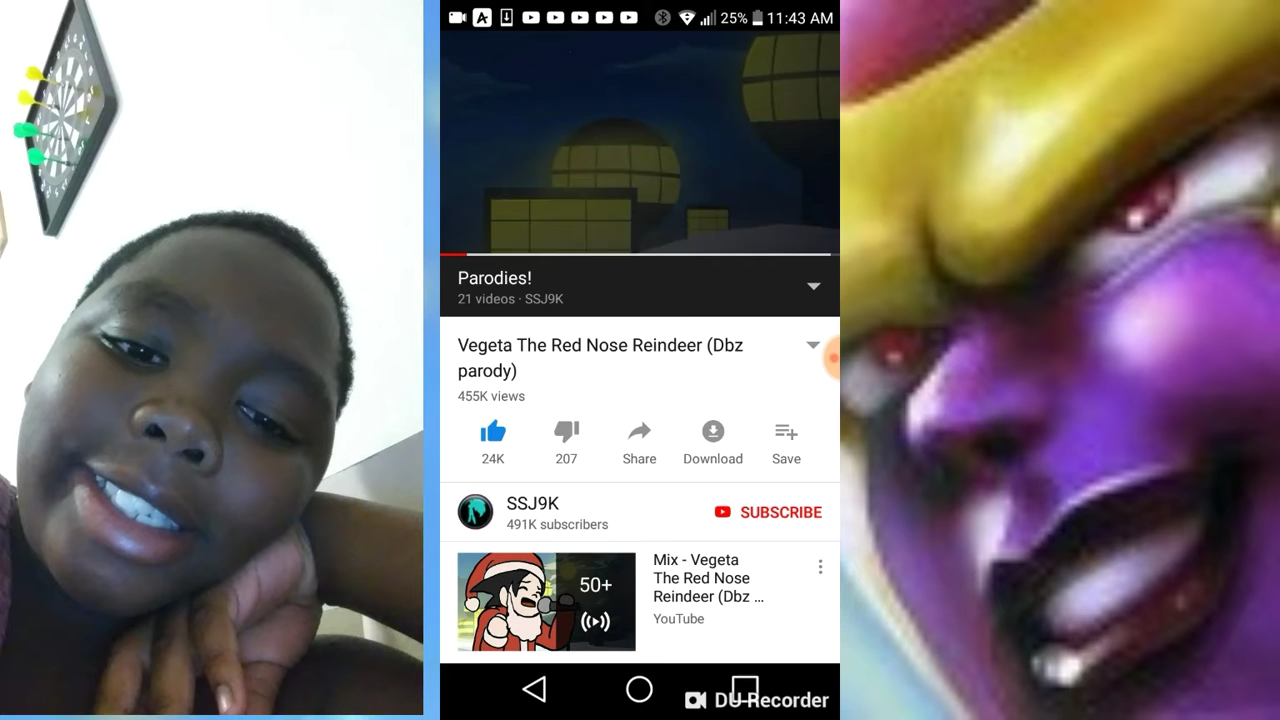 25% 11:43 AM
Parodies!
21 videos · SSJ9K
Vegeta The Red Nose Reindeer (Dbz
parody)
455K views
24K 207 Share Download Save
SSJ9K
491K subscribers
SUBSCRIBE
50+
Mix - Vegeta
The Red Nose
Reindeer (Dbz ...
YouTube
DU Recorder